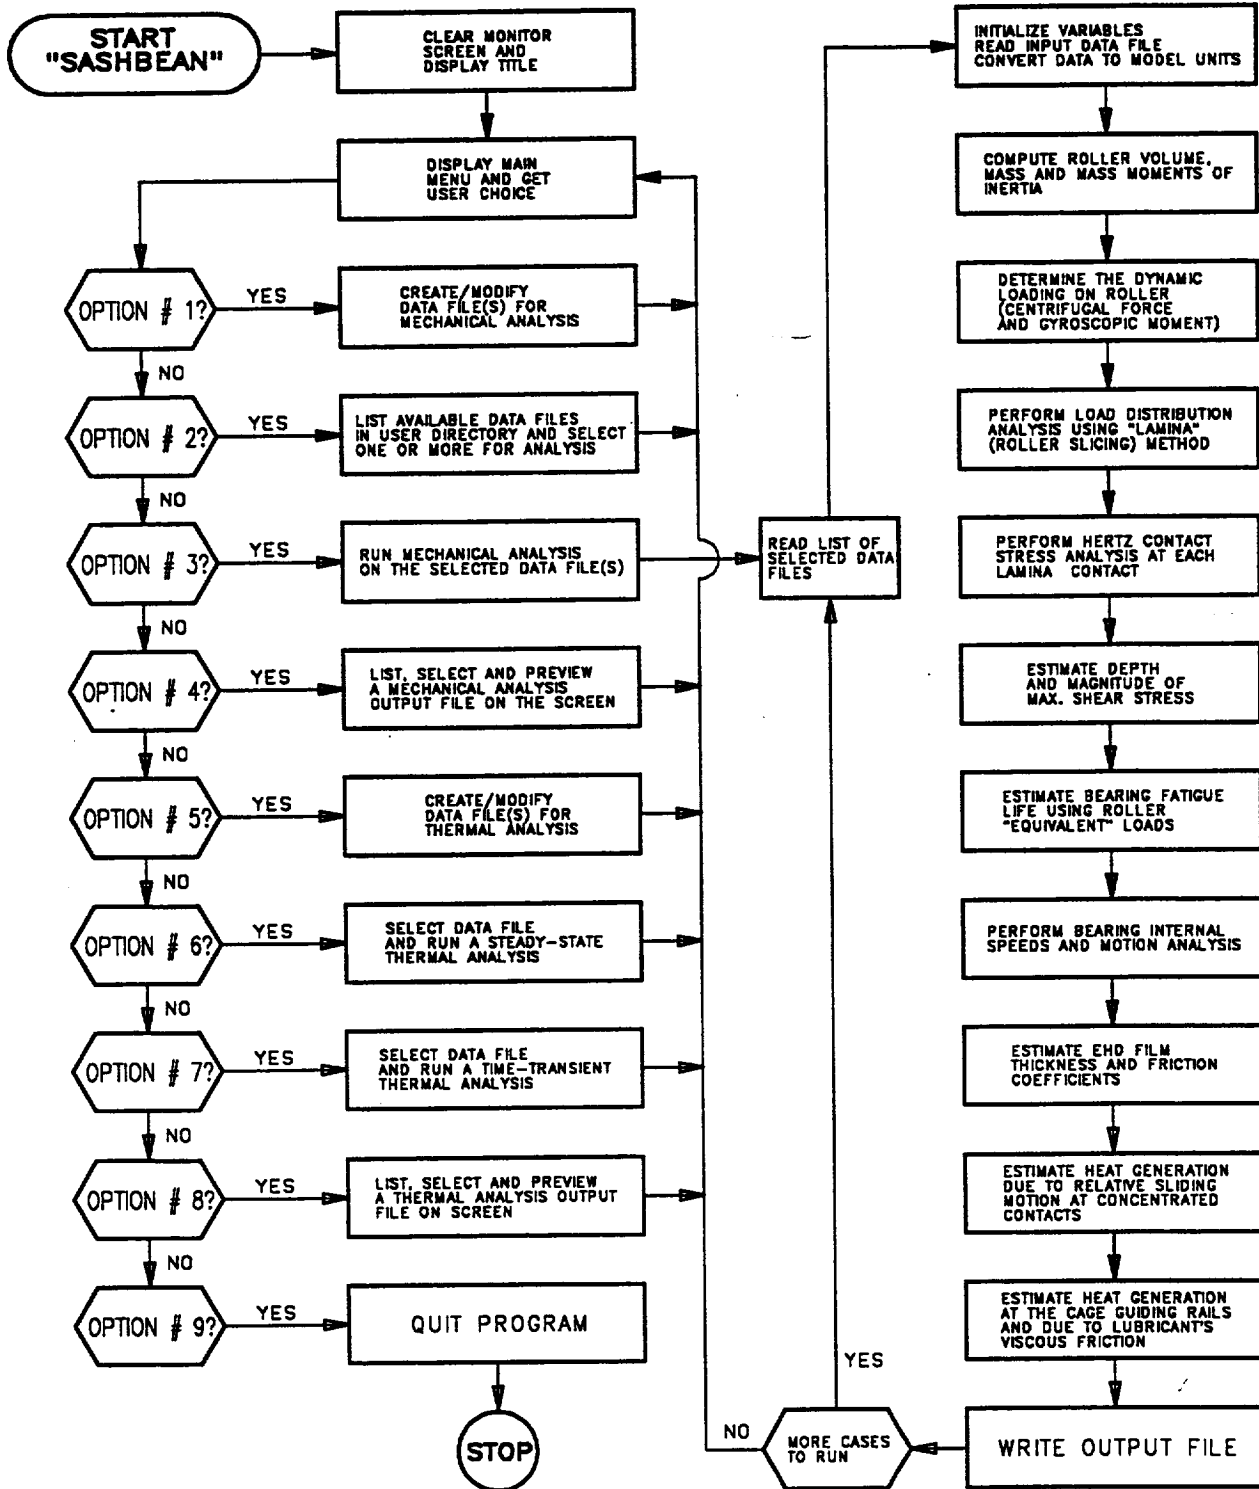 START
"SASHBEAN"
CLEAR MONITOR
SCREEN AND
DISPLAY TITLE
DISPLAY MAIN
MENU AND GET
USER CHOICE
OPTION # 1?
YES
CREATE/MODIFY
DATA FILE(S) FOR
MECHANICAL ANALYSIS
NO
OPTION # 2?
YES
LIST AVAILABLE DATA FILES
IN USER DIRECTORY AND SELECT
ONE OR MORE FOR ANALYSIS
NO
OPTION # 3?
YES
RUN MECHANICAL ANALYSIS
ON THE SELECTED DATA FILE(S)
NO
OPTION # 4?
YES
LIST, SELECT AND PREVIEW
A MECHANICAL ANALYSIS
OUTPUT FILE ON THE SCREEN
NO
OPTION # 5?
YES
CREATE/MODIFY
DATA FILE(S) FOR
THERMAL ANALYSIS
NO
OPTION # 6?
YES
SELECT DATA FILE
AND RUN A STEADY-STATE
THERMAL ANALYSIS
NO
OPTION # 7?
YES
SELECT DATA FILE
AND RUN A TIME-TRANSIENT
THERMAL ANALYSIS
NO
OPTION # 8?
YES
LIST, SELECT AND PREVIEW
A THERMAL ANALYSIS OUTPUT
FILE ON SCREEN
NO
OPTION # 9?
YES
QUIT PROGRAM
STOP
READ LIST OF
SELECTED DATA
FILES
INITIALIZE VARIABLES
READ INPUT DATA FILE
CONVERT DATA TO MODEL UNITS
COMPUTE ROLLER VOLUME,
MASS AND MASS MOMENTS OF
INERTIA
DETERMINE THE DYNAMIC
LOADING ON ROLLER
(CENTRIFUGAL FORCE
AND GYROSCOPIC MOMENT)
PERFORM LOAD DISTRIBUTION
ANALYSIS USING "LAMINA"
(ROLLER SLICING) METHOD
PERFORM HERTZ CONTACT
STRESS ANALYSIS AT EACH
LAMINA CONTACT
ESTIMATE DEPTH
AND MAGNITUDE OF
MAX. SHEAR STRESS
ESTIMATE BEARING FATIGUE
LIFE USING ROLLER
"EQUIVALENT" LOADS
PERFORM BEARING INTERNAL
SPEEDS AND MOTION ANALYSIS
ESTIMATE EHD FILM
THICKNESS AND FRICTION
COEFFICIENTS
ESTIMATE HEAT GENERATION
DUE TO RELATIVE SLIDING
MOTION AT CONCENTRATED
CONTACTS
ESTIMATE HEAT GENERATION
AT THE CAGE GUIDING RAILS
AND DUE TO LUBRICANT'S
VISCOUS FRICTION
WRITE OUTPUT FILE
MORE CASES
TO RUN
YES
NO